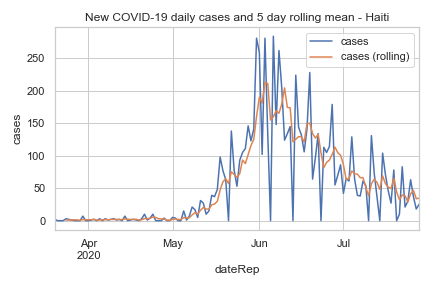 New COVID-19 daily cases and 5 day rolling mean - Haiti
cases
cases (rolling)
cases
250
200
150
100
50
0
Apr
2020
May
Jun
Jul
dateRep